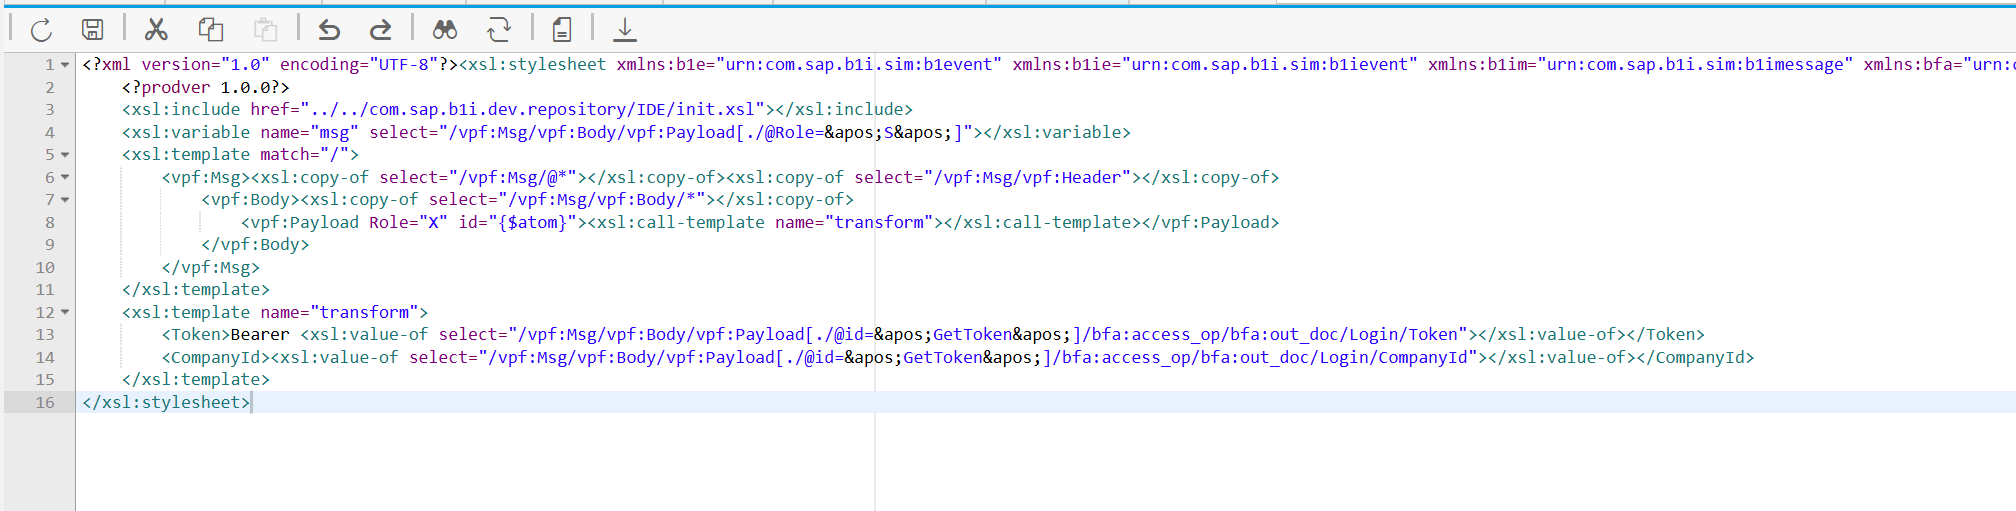 1 <?xml version="1.0" encoding="UTF-8"?><xsl:stylesheet xmlns:b1e="urn:com.sap.b1i.sim:b1event" xmlns:b1ie="urn:com.sap.b1i.sim:b1ievent" xmlns:b1im="urn:com.sap.b1i.sim:b1imessage" xmlns:bfa="urn:
2 <?prodver 1.0.0?>
3 <xsl:include href="../../com.sap.b1i.dev.repository/IDE/init.xsl"></xsl:include>
4 <xsl:variable name="msg" select="/vpf:Msg/vpf:Body/vpf:Payload[./@Role=&apos;S&apos;]"></xsl:variable>
5 <xsl:template match="/">
6 <vpf:Msg><xsl:copy-of select="/vpf:Msg/@*"></xsl:copy-of><xsl:copy-of select="/vpf:Msg/vpf:Header"></xsl:copy-of>
7 <vpf:Body><xsl:copy-of select="/vpf:Msg/vpf:Body/*"></xsl:copy-of>
8 <vpf:Payload Role="X" id="{$atom}"><xsl:call-template name="transform"></xsl:call-template></vpf:Payload>
9 </vpf:Body>
10 </vpf:Msg>
11 </xsl:template>
12 <xsl:template name="transform">
13 <Token>Bearer <xsl:value-of select="/vpf:Msg/vpf:Body/vpf:Payload[./@id=&apos;GetToken&apos;]/bfa:access_op/bfa:out_doc/Login/Token"></xsl:value-of></Token>
14 <CompanyId><xsl:value-of select="/vpf:Msg/vpf:Body/vpf:Payload[./@id=&apos;GetToken&apos;]/bfa:access_op/bfa:out_doc/Login/CompanyId"></xsl:value-of></CompanyId>
15 </xsl:template>
16 </xsl:stylesheet>